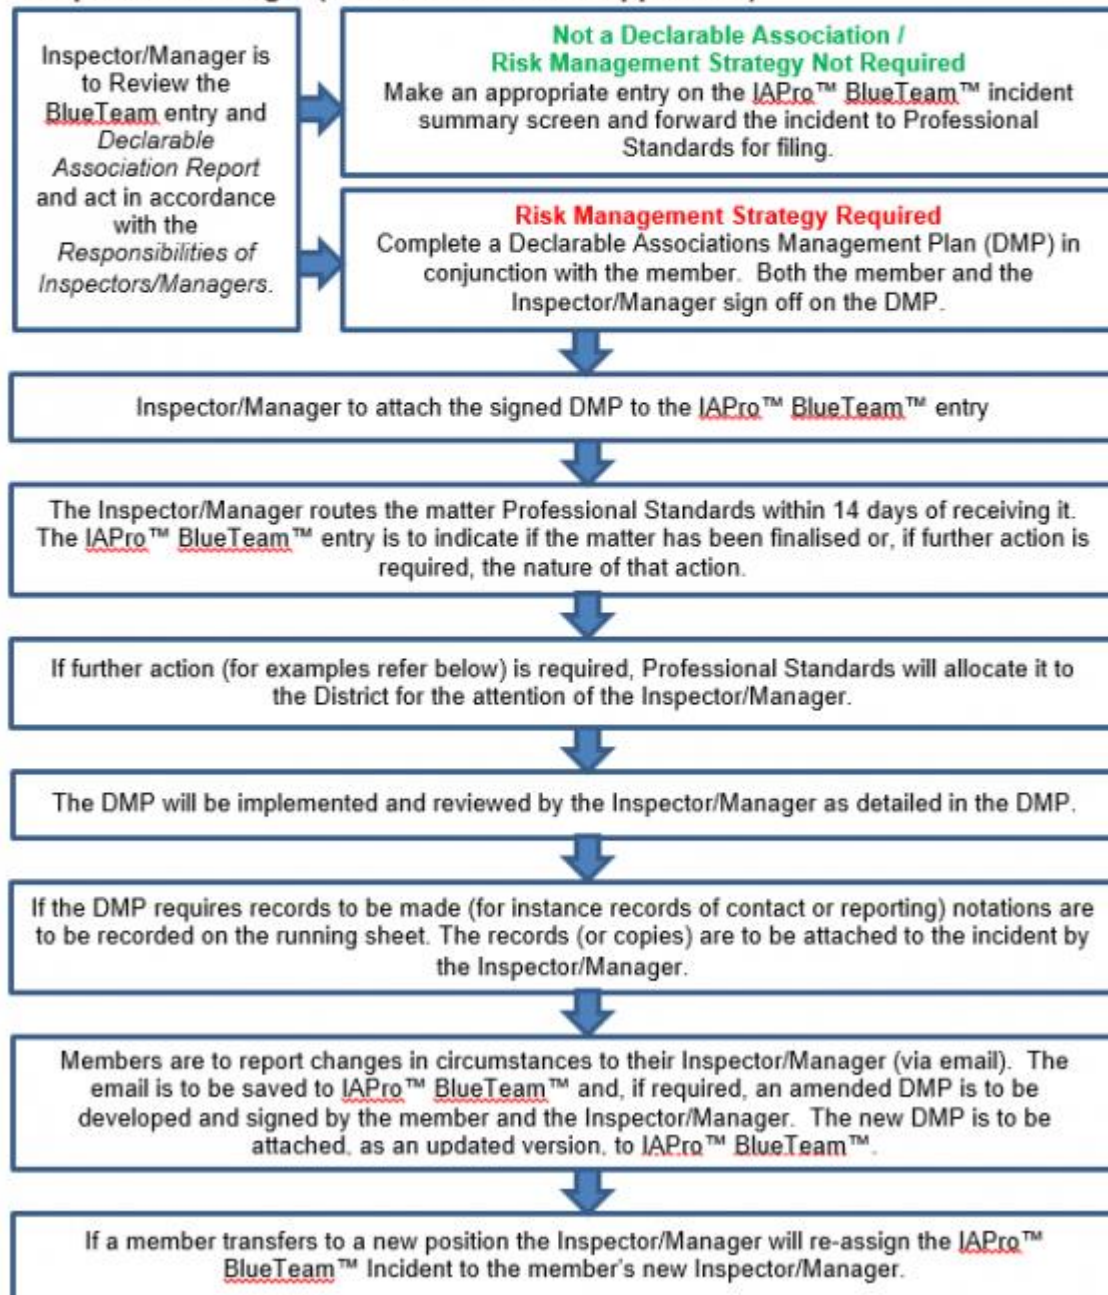 Inspector/Manager is
to Review the
BlueTeam entry and
Declarable
Association Report
and act in accordance
with the
Responsibilities of
Inspectors/Managers.
Not a Declarable Association /
Risk Management Strategy Not Required
Make an appropriate entry on the IAPro™ BlueTeam™ incident
summary screen and forward the incident to Professional
Standards for filing.
Risk Management Strategy Required
Complete a Declarable Associations Management Plan (DMP) in
conjunction with the member. Both the member and the
Inspector/Manager sign off on the DMP.
Inspector/Manager to attach the signed DMP to the IAPro™ BlueTeam™ entry
The Inspector/Manager routes the matter Professional Standards within 14 days of receiving it.
The IAPro™ BlueTeam™ entry is to indicate if the matter has been finalised or, if further action is
required, the nature of that action.
If further action (for examples refer below) is required, Professional Standards will allocate it to
the District for the attention of the Inspector/Manager.
The DMP will be implemented and reviewed by the Inspector/Manager as detailed in the DMP.
If the DMP requires records to be made (for instance records of contact or reporting) notations are
to be recorded on the running sheet. The records (or copies) are to be attached to the incident by
the Inspector/Manager.
Members are to report changes in circumstances to their Inspector/Manager (via email). The
email is to be saved to IAPro™ BlueTeam™ and, if required, an amended DMP is to be
developed and signed by the member and the Inspector/Manager. The new DMP is to be
attached, as an updated version, to IAPro™ BlueTeam™.
If a member transfers to a new position the Inspector/Manager will re-assign the IAPro™
BlueTeam™ Incident to the member's new Inspector/Manager.